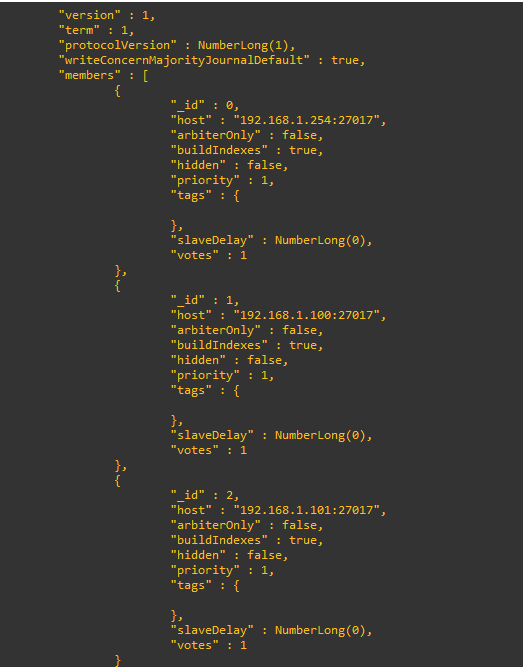 "version" : 1,
"term" : 1,
"protocolVersion" : NumberLong(1),
"writeConcernMajorityJournalDefault" : true,
"members" : [
{
"_id" : 0,
"host" : "192.168.1.254:27017",
"arbiterOnly" : false,
"buildIndexes" : true,
"hidden" : false,
"priority" : 1,
"tags" : {
},
"slaveDelay" : NumberLong(0),
"votes" : 1
},
{
"_id" : 1,
"host" : "192.168.1.100:27017",
"arbiterOnly" : false,
"buildIndexes" : true,
"hidden" : false,
"priority" : 1,
"tags" : {
},
"slaveDelay" : NumberLong(0),
"votes" : 1
},
{
"_id" : 2,
"host" : "192.168.1.101:27017",
"arbiterOnly" : false,
"buildIndexes" : true,
"hidden" : false,
"priority" : 1,
"tags" : {
},
"slaveDelay" : NumberLong(0),
"votes" : 1
}